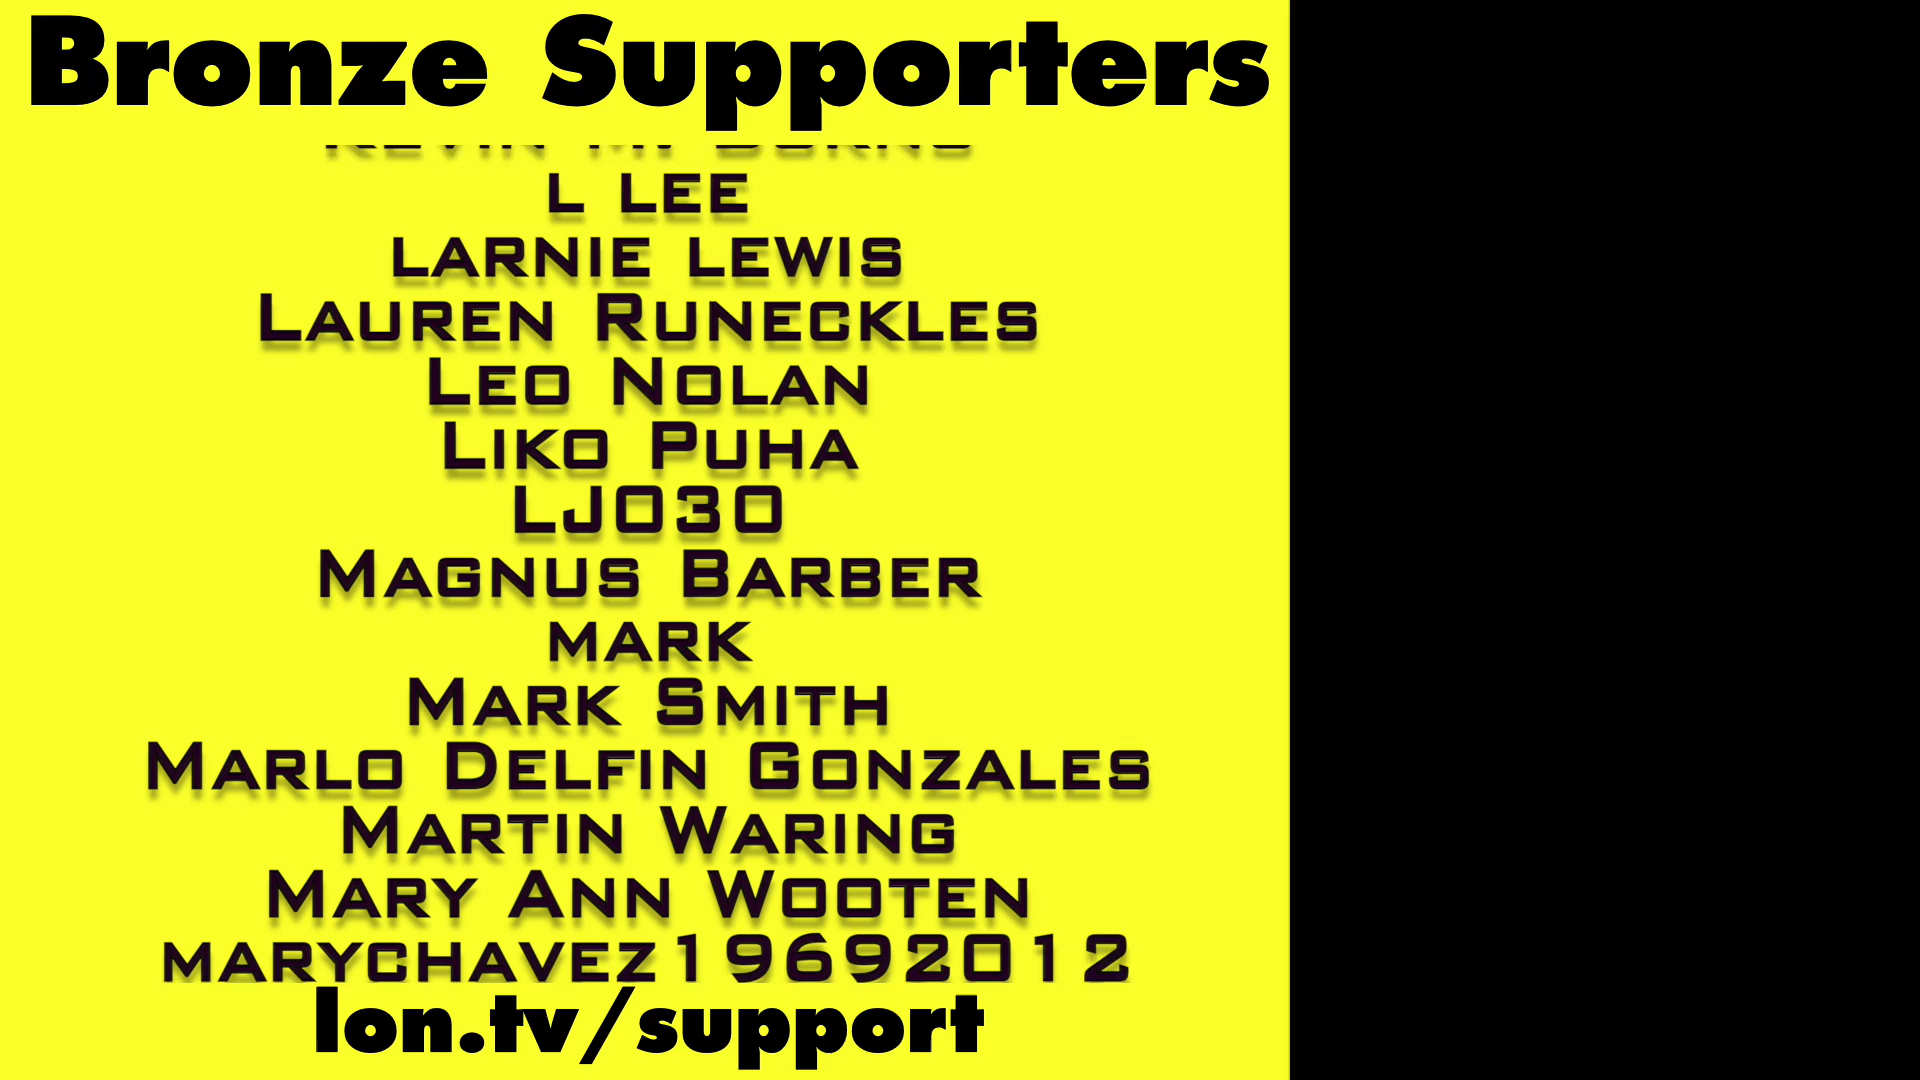 Bronze Supporters
L LEE
LARNIE LEWIS
LAUREN RUNECKLES
LEO NOLAN
LIKO PUHA
LJ030
MAGNUS BARBER
MARK
MARK SMITH
MARLO DELFIN GONZALES
MARTIN WARING
MARY ANN WOOTEN
MARYCHAVEZ19692012
lon.tv/support